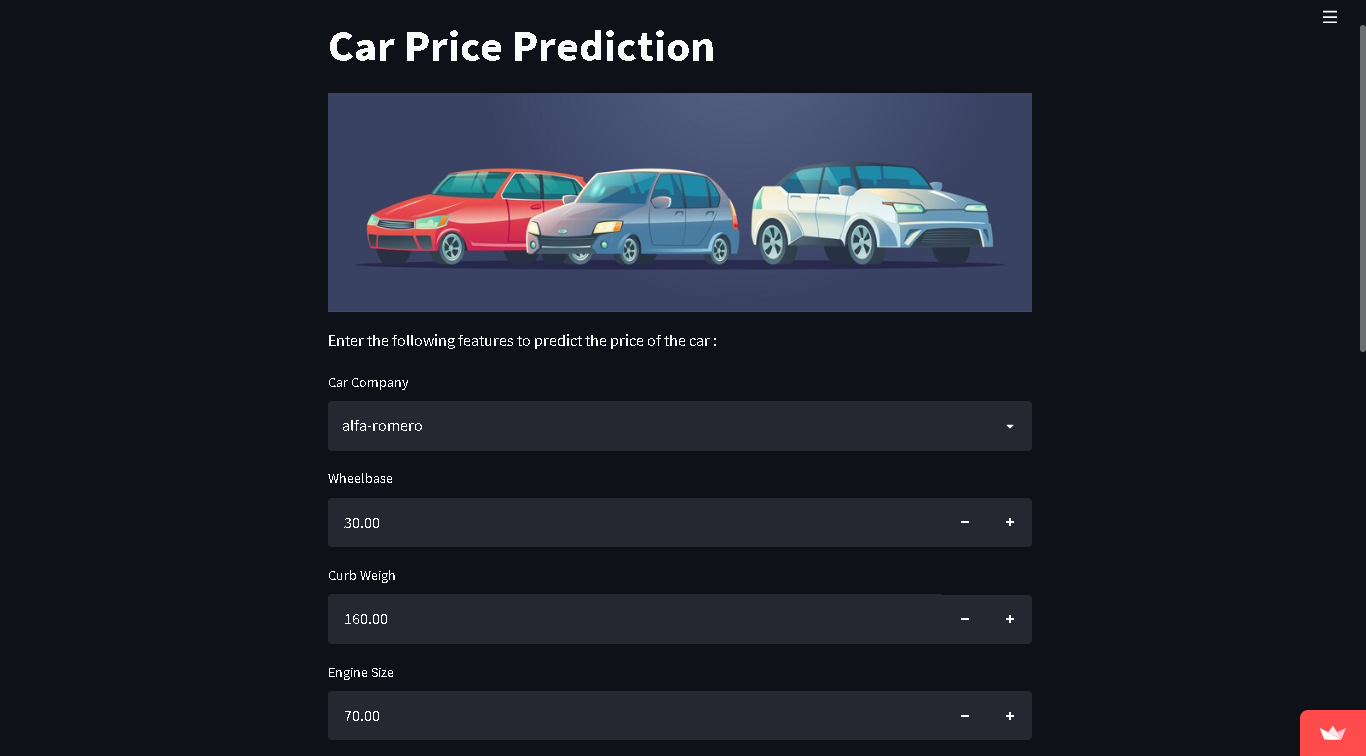 Car Price Prediction
Enter the following features to predict the price of the car :
Car Company
alfa-romero
Wheelbase
30.00
Curb Weigh
160.00
Engine Size
70.00